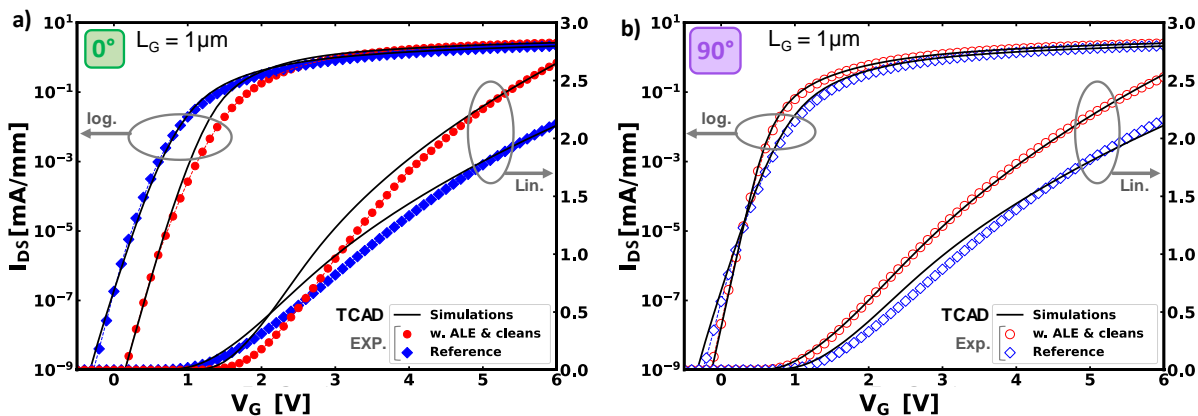 a)
0°
L_G = 1µm
I_DS [mA/mm]
10¹
10⁻¹
10⁻³
10⁻⁵
10⁻⁷
10⁻⁹
3.0
2.5
2.0
1.5
1.0
0.5
0.0
log.
Lin.
TCAD
Simulations
EXP.
w. ALE & cleans
Reference
0 1 2 3 4 5 6
V_G [V]
b)
90°
L_G = 1µm
I_DS [mA/mm]
10¹
10⁻¹
10⁻³
10⁻⁵
10⁻⁷
10⁻⁹
3.0
2.5
2.0
1.5
1.0
0.5
0.0
log.
Lin.
TCAD
Simulations
Exp.
w. ALE & cleans
Reference
0 1 2 3 4 5 6
V_G [V]